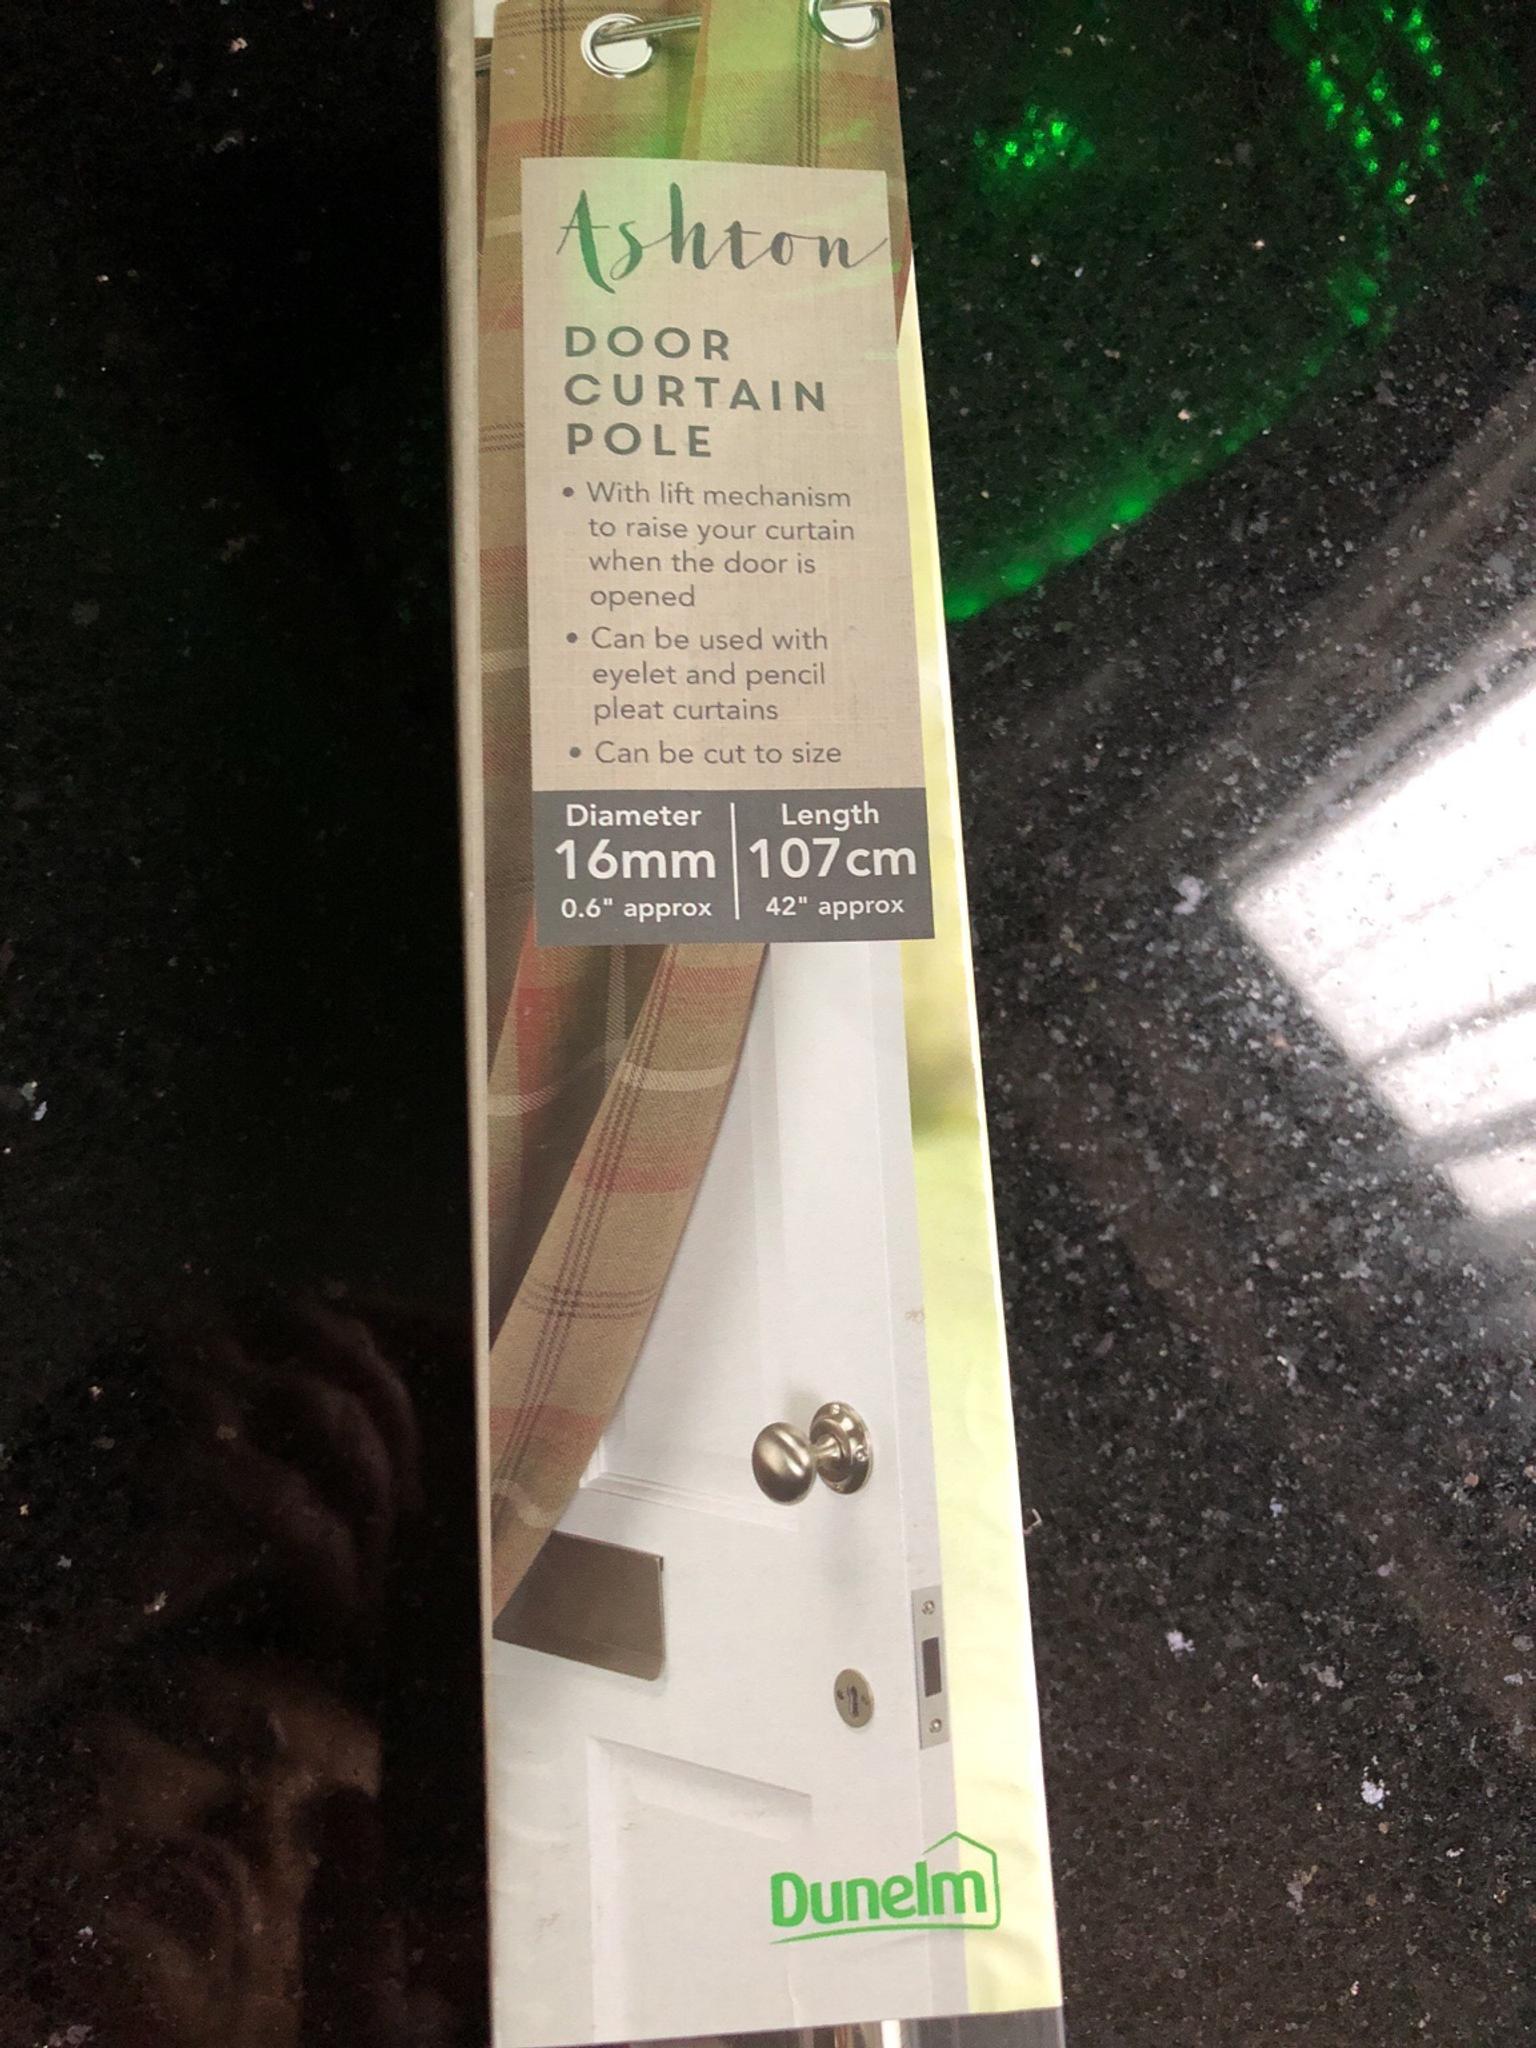 Ashton
DOOR
CURTAIN
POLE
• With lift mechanism
to raise your curtain
when the door is
opened
• Can be used with
eyelet and pencil
pleat curtains
• Can be cut to size
Diameter
16mm
0.6" approx
Length
107cm
42" approx
Dunelm